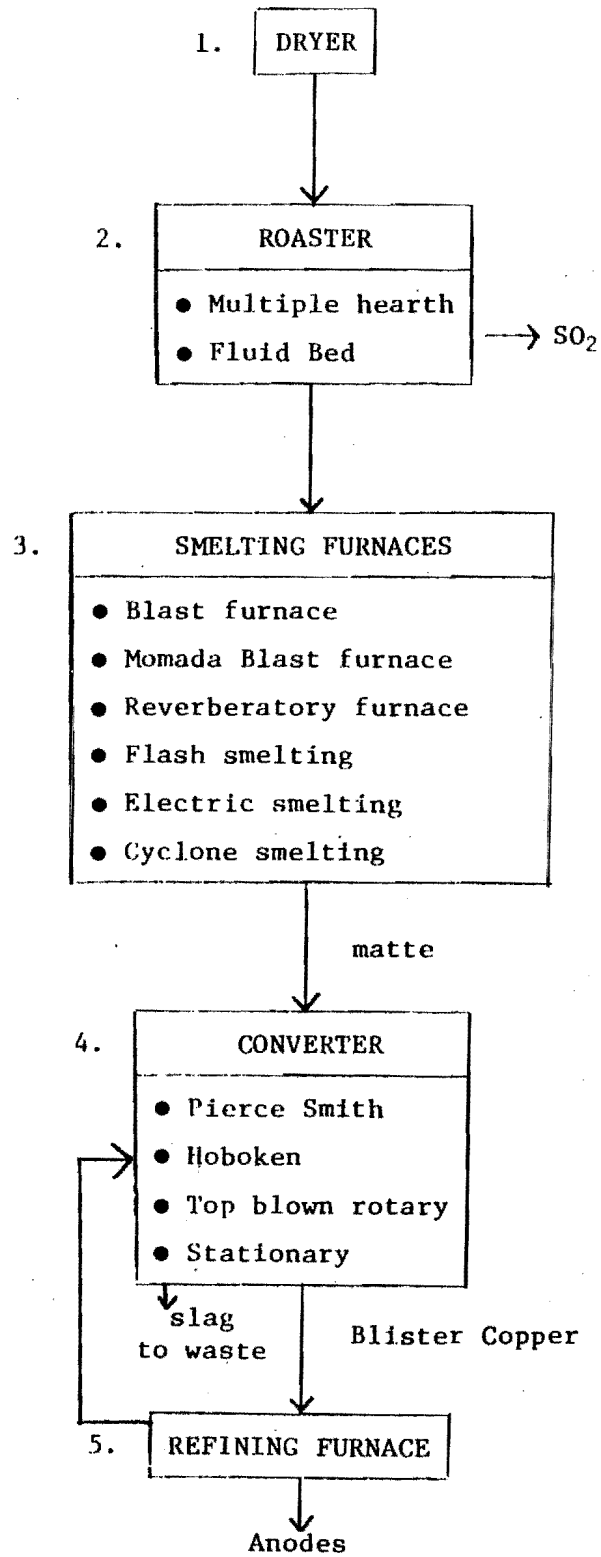 1. DRYER
2. ROASTER
● Multiple hearth
● Fluid Bed
SO₂
3. SMELTING FURNACES
● Blast furnace
● Momada Blast furnace
● Reverberatory furnace
● Flash smelting
● Electric smelting
● Cyclone smelting
matte
4. CONVERTER
● Pierce Smith
● Hoboken
● Top blown rotary
● Stationary
slag
to waste
Blister Copper
5. REFINING FURNACE
Anodes